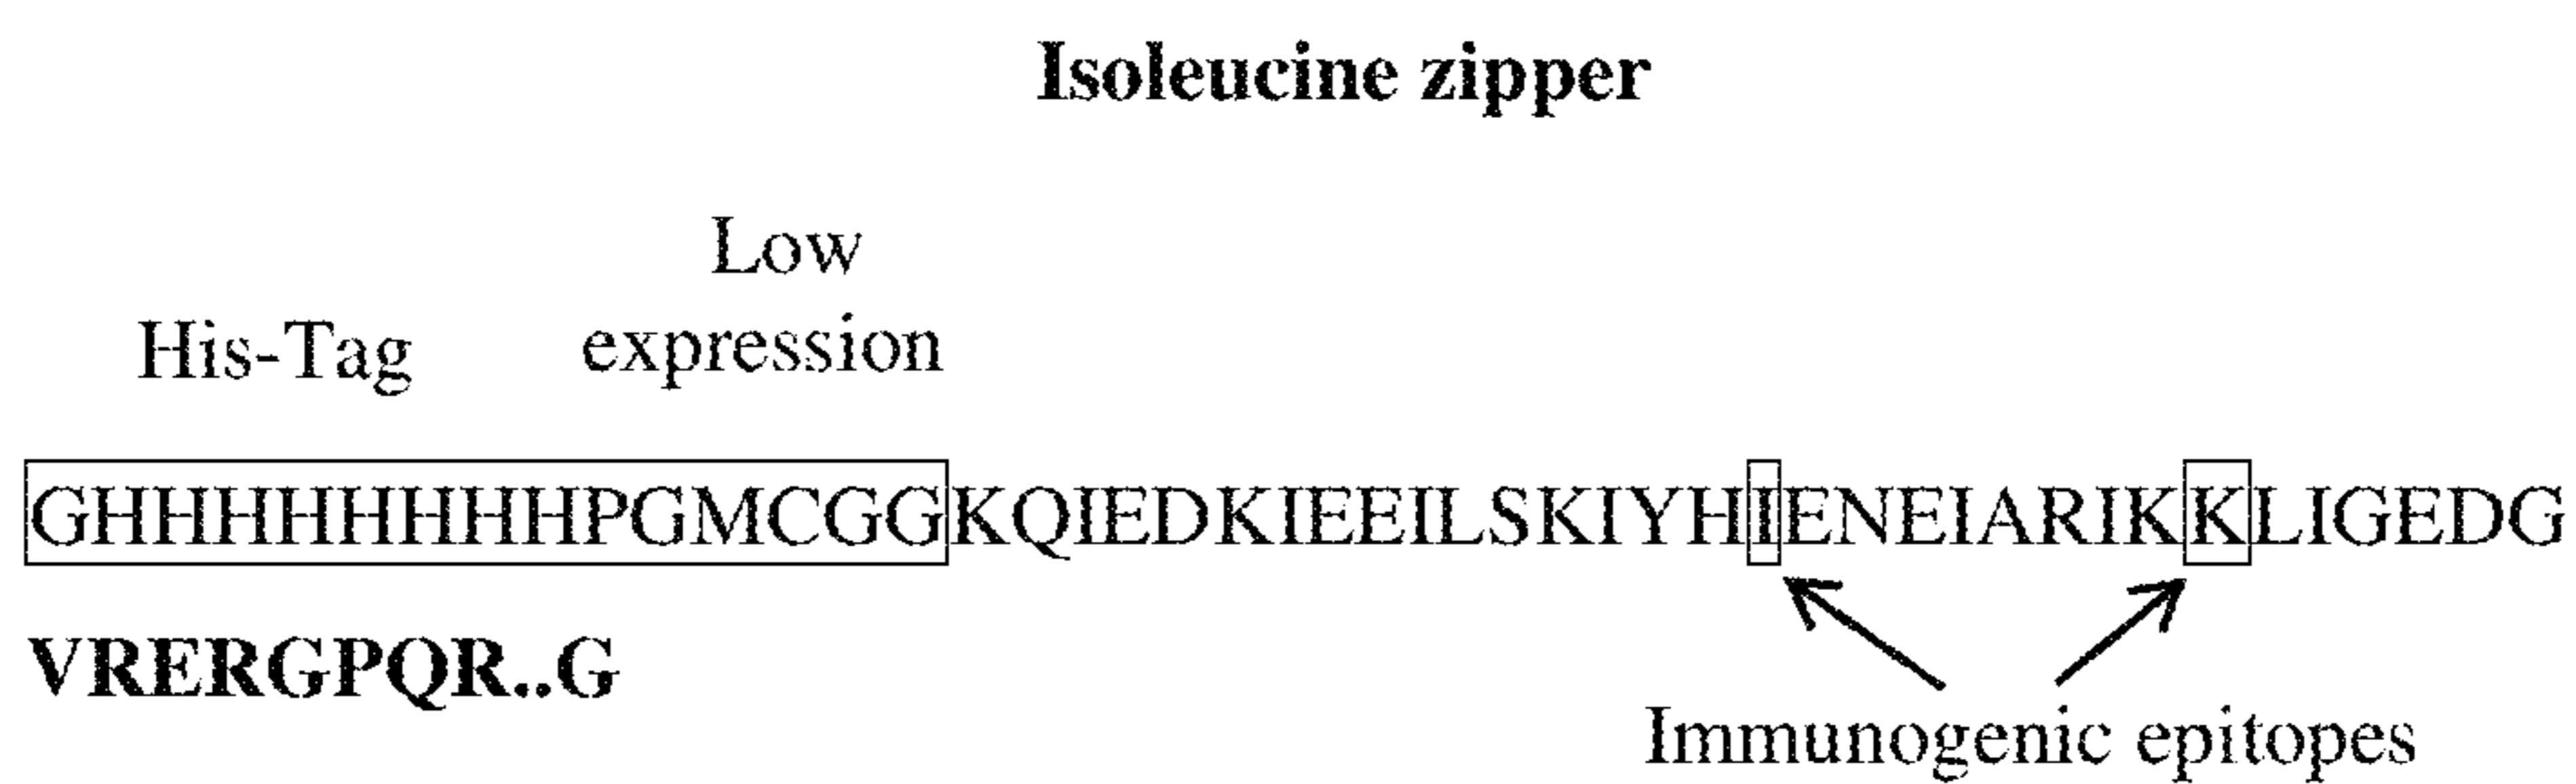 Isoleucine zipper
Low
His-Tag expression
GHHHHHHHHPGMCGGKQIEDKIEEILSKIYHIENEIARIKKLIGEDG
VRERGPQR..G
Immunogenic epitopes